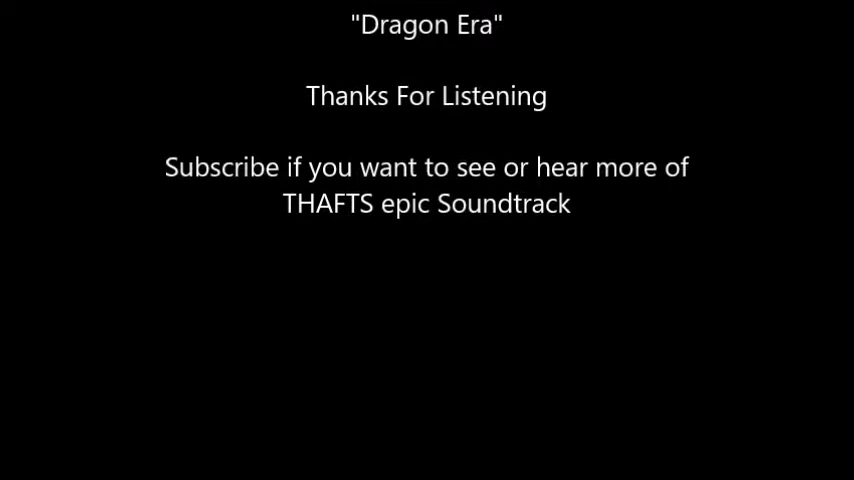 "Dragon Era"
Thanks For Listening
Subscribe if you want to see or hear more of
THAFTS epic Soundtrack